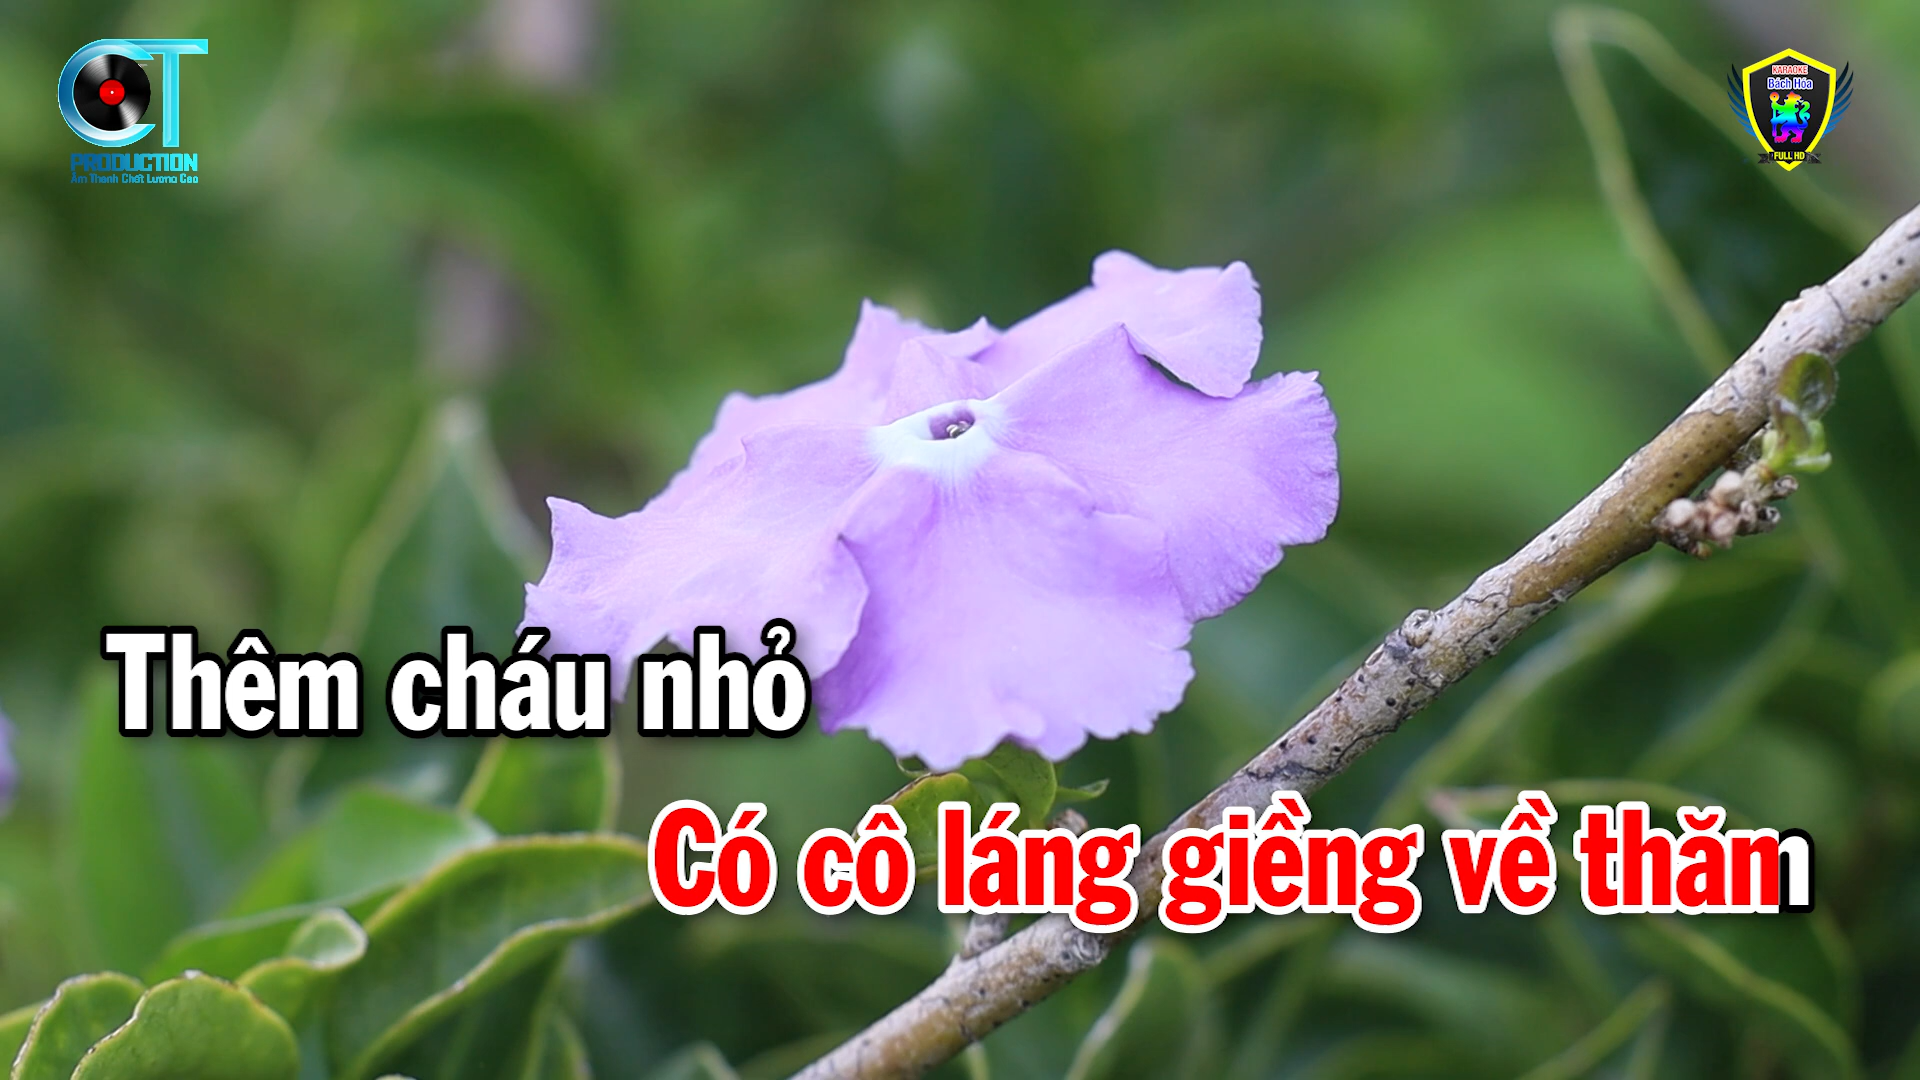 CT
PRODUCTION
Âm Thanh Chất Lượng Cao
KARAOKE
Bách Hóa
FULL HD
Thêm cháu nhỏ
Có cô láng giềng về thăm